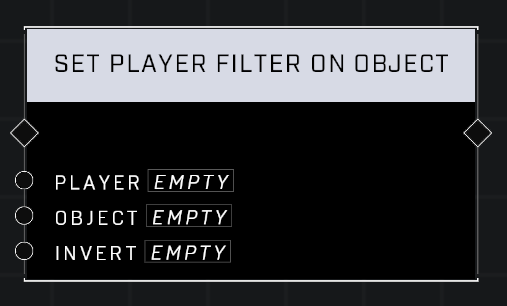 SET PLAYER FILTER ON OBJECT
PLAYER EMPTY
OBJECT EMPTY
INVERT EMPTY